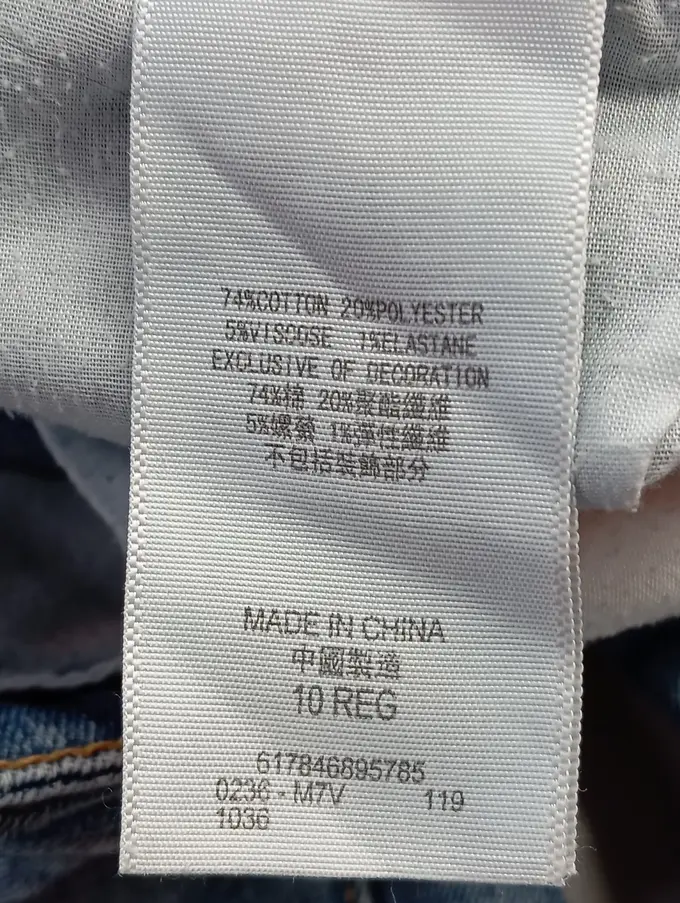 74%COTTON 20%POLYESTER
5%VISCOSE 1%ELASTANE
EXCLUSIVE OF DECORATION
74%棉 20%聚酯纖維
5%嫘縈 1%彈性纖維
不包括裝飾部分
MADE IN CHINA
中國製造
10 REG
617846895785
0236 - M7V 119
1036